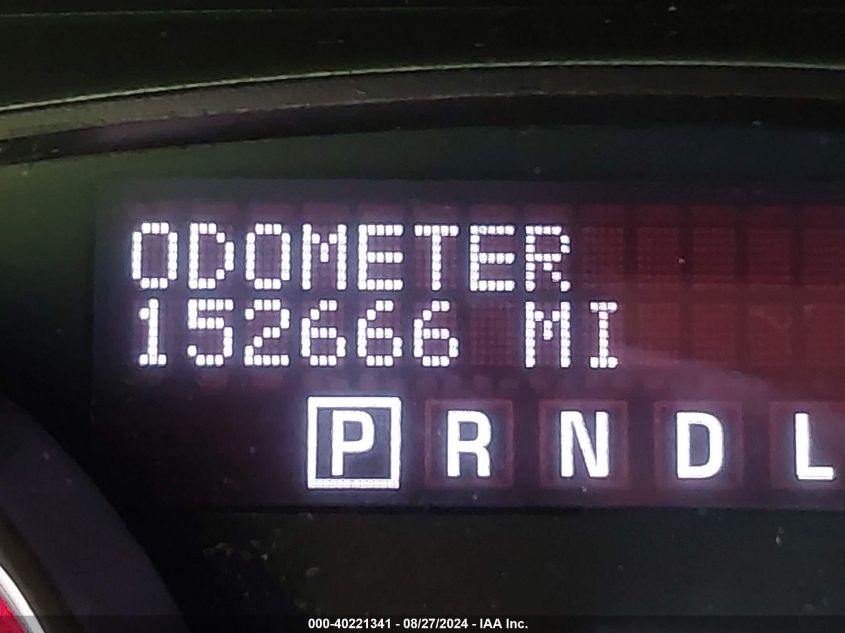 ODOMETER
152666 MI
P R N D L
000-40221341 - 08/27/2024 - IAA Inc.